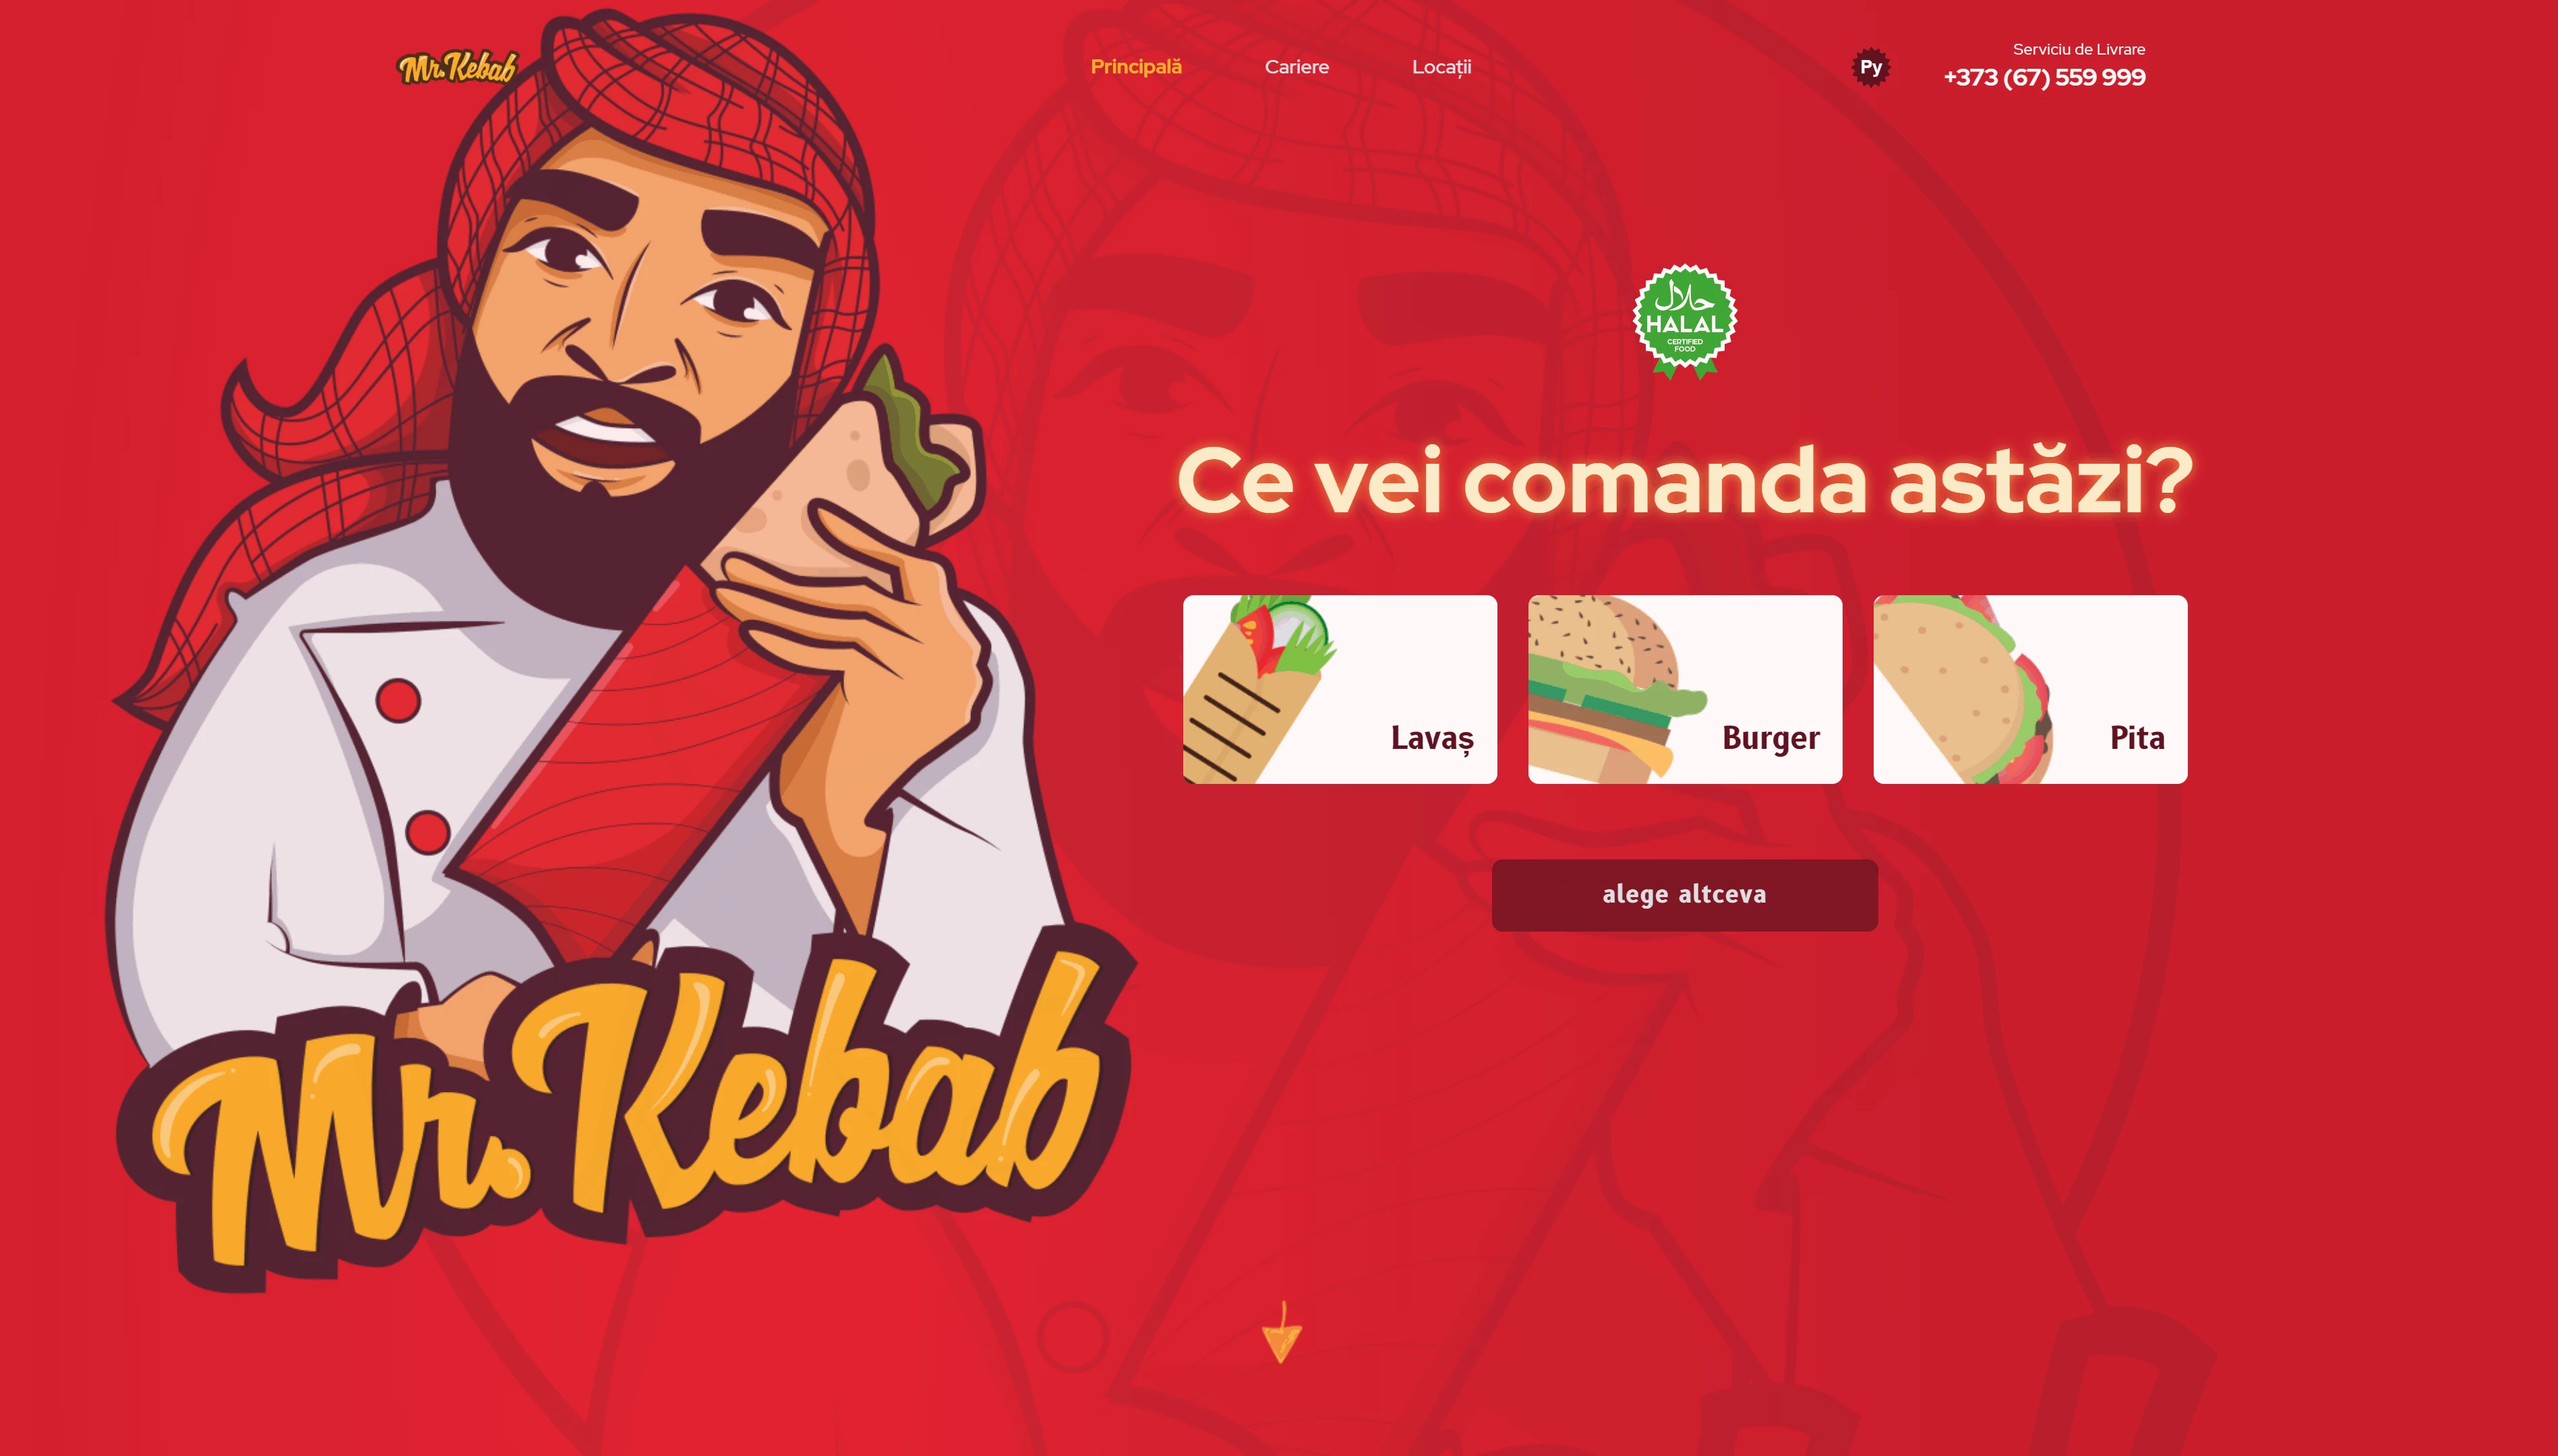 Mr. Kebab
Principală
Cariere
Locații
Ру
Serviciu de Livrare
+373 (67) 559 999
حلال
HALAL
CERTIFIED
FOOD
Ce vei comanda astăzi?
Lavaș
Burger
Pita
alege altceva
Mr. Kebab